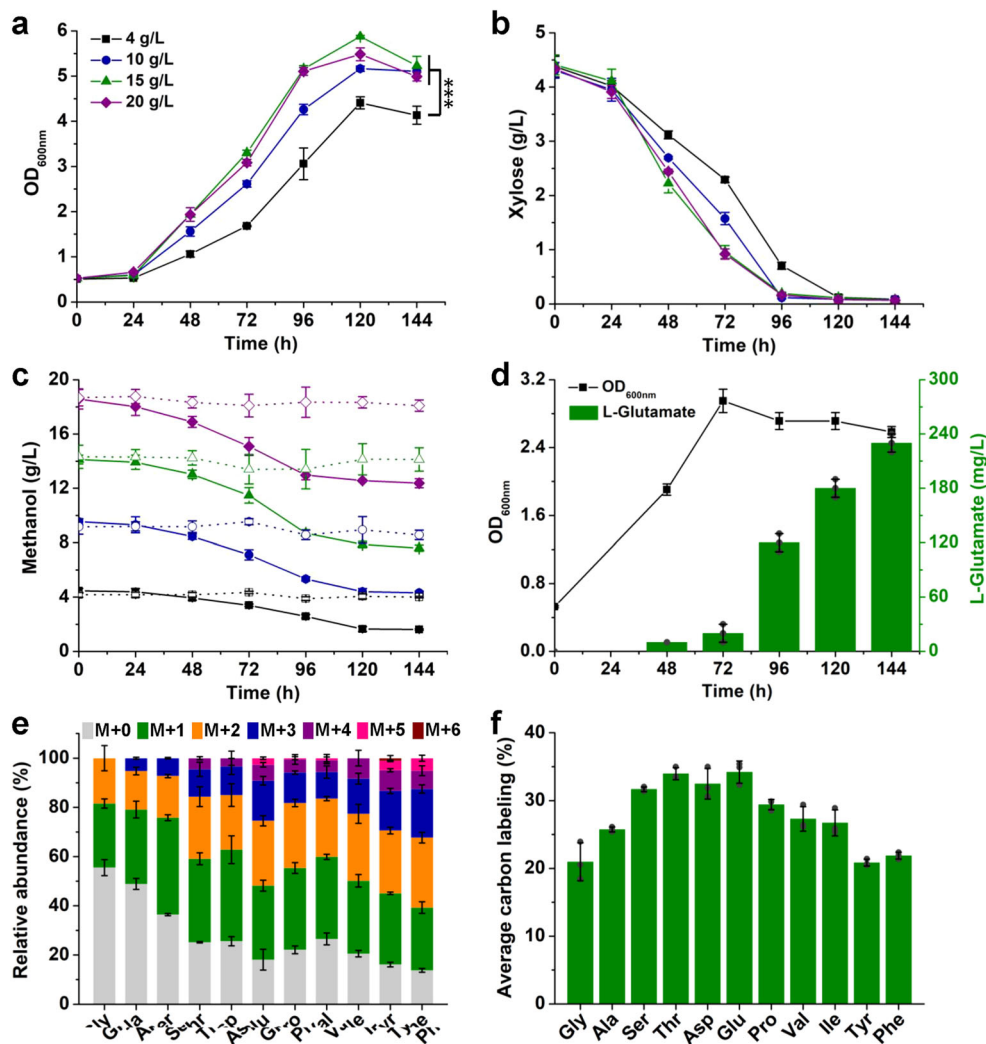 a
4 g/L
10 g/L
15 g/L
20 g/L
***
OD600nm
6
5
4
3
2
1
0
0 24 48 72 96 120 144
Time (h)
b
Xylose (g/L)
5
4
3
2
1
0
0 24 48 72 96 120 144
Time (h)
c
Methanol (g/L)
20
16
12
8
4
0
0 24 48 72 96 120 144
Time (h)
d
OD600nm
L-Glutamate
OD600nm
3.2
2.4
1.6
0.8
0.0
300
240
180
120
60
0
L-Glutamate (mg/L)
0 24 48 72 96 120 144
Time (h)
e
M+0 M+1 M+2 M+3 M+4 M+5 M+6
Relative abundance (%)
100
80
60
40
20
0
f
Average carbon labeling (%)
40
30
20
10
0
Gly Ala Ser Thr Asp Glu Pro Val Ile Tyr Phe